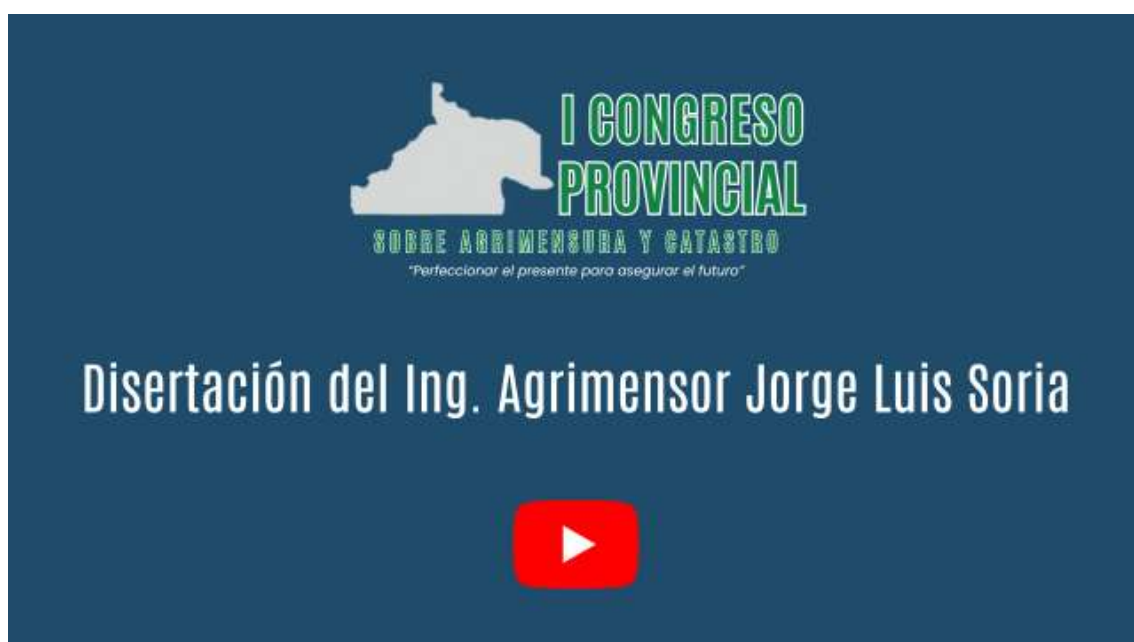 I CONGRESO
PROVINCIAL
SOBRE AGRIMENSURA Y CATASTRO
"Perfeccionar el presente para asegurar el futuro"
Disertación del Ing. Agrimensor Jorge Luis Soria